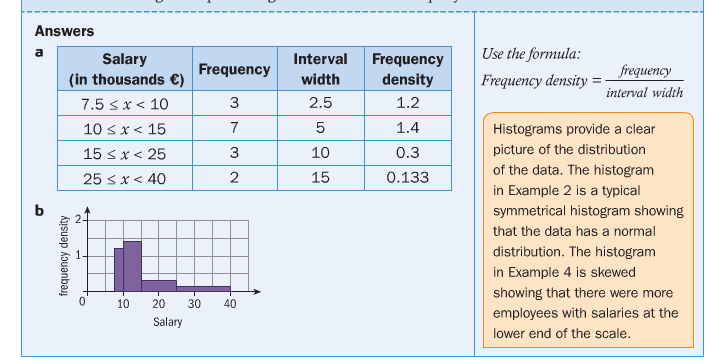 Answers
a
Salary (in thousands €) Frequency Interval width Frequency density
7.5 ≤ x < 10 3 2.5 1.2
10 ≤ x < 15 7 5 1.4
15 ≤ x < 25 3 10 0.3
25 ≤ x < 40 2 15 0.133
b
frequency density
2
1
0 10 20 30 40
Salary
Use the formula:
Frequency density = frequency / interval width
Histograms provide a clear
picture of the distribution
of the data. The histogram
in Example 2 is a typical
symmetrical histogram showing
that the data has a normal
distribution. The histogram
in Example 4 is skewed
showing that there were more
employees with salaries at the
lower end of the scale.